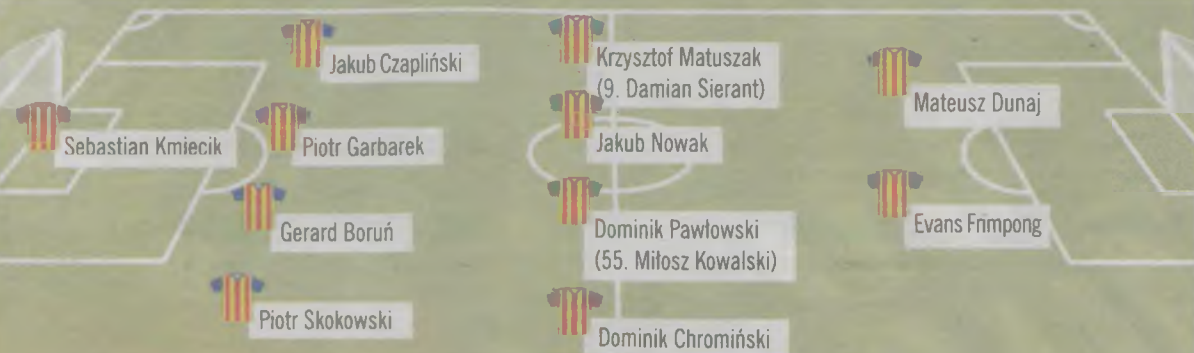 Sebastian Kmiecik
Jakub Czapliński
Piotr Garbarek
Gerard Boruń
Piotr Skokowski
Krzysztof Matuszak
(9. Damian Sierant)
Jakub Nowak
Dominik Pawłowski
(55. Miłosz Kowalski)
Dominik Chromiński
Mateusz Dunaj
Evans Frimpong